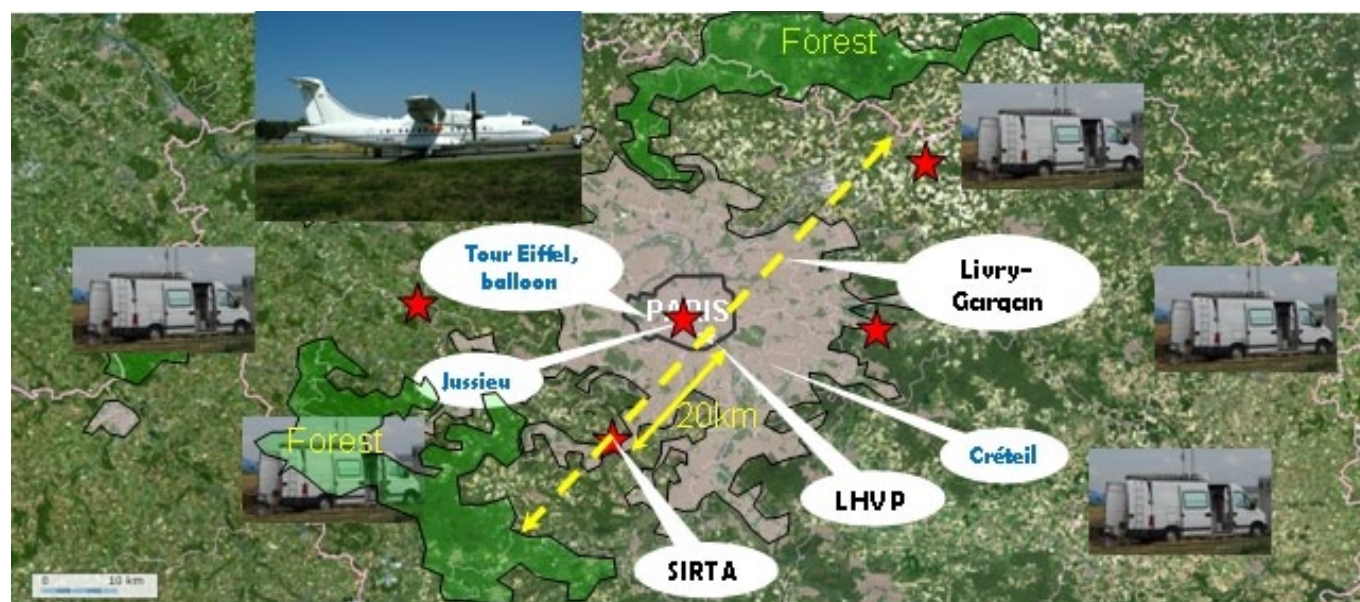 Forest
Tour Eiffel,
balloon
Livry-
Gargan
PARIS
Jussieu
20km
Forest
Créteil
LHVP
SIRTA
0 10 km